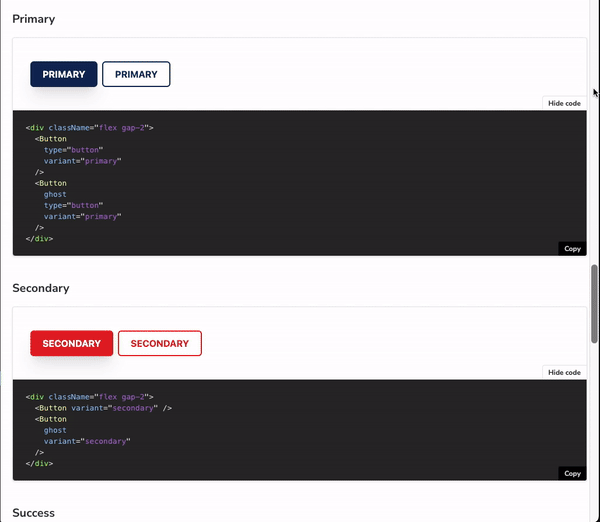 Primary
PRIMARY PRIMARY
Hide code
<div className="flex gap-2">
<Button
type="button"
variant="primary"
/>
<Button
ghost
type="button"
variant="primary"
/>
</div>
Copy
Secondary
SECONDARY SECONDARY
Hide code
<div className="flex gap-2">
<Button variant="secondary" />
<Button
ghost
variant="secondary"
/>
</div>
Copy
Success